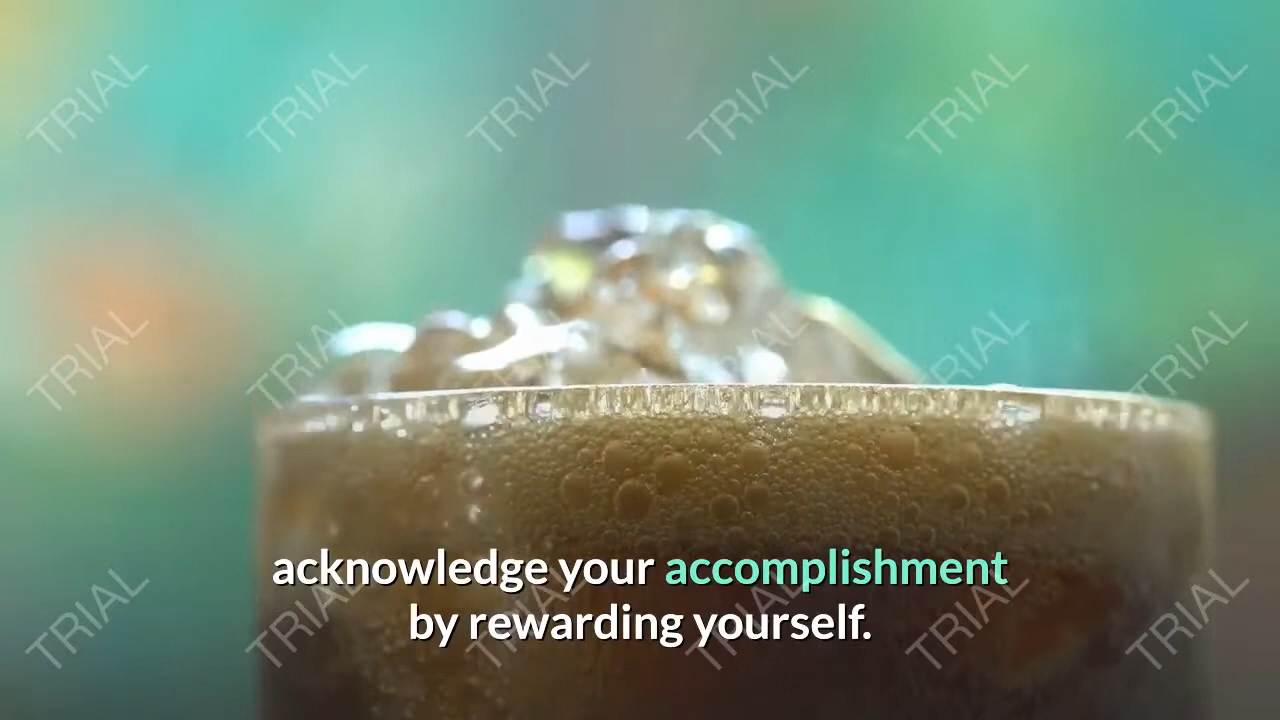 TRIAL TRIAL TRIAL TRIAL TRIAL TRIAL
TRIAL TRIAL TRIAL TRIAL TRIAL
acknowledge your accomplishment
by rewarding yourself.
TRIAL TRIAL TRIAL TRIAL TRIAL TRIAL